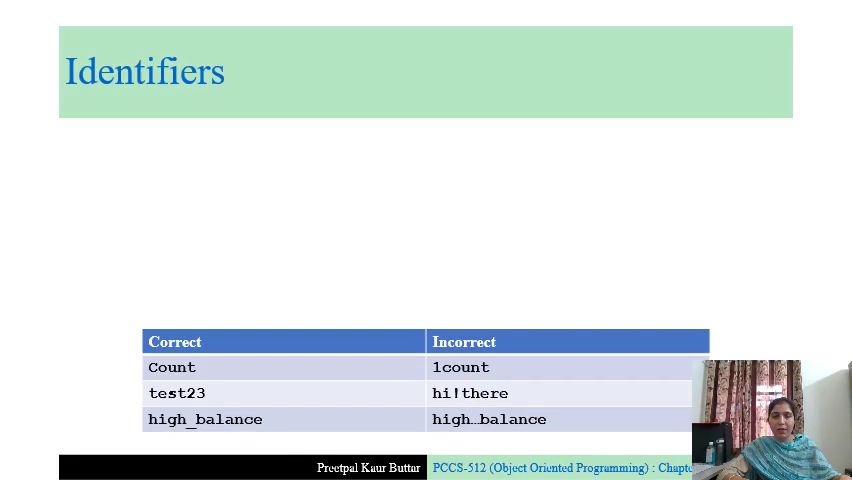 Identifiers
Correct Incorrect
Count 1count
test23 hi!there
high_balance high…balance
Preetpal Kaur Buttar PCCS-512 (Object Oriented Programming) : Chapte